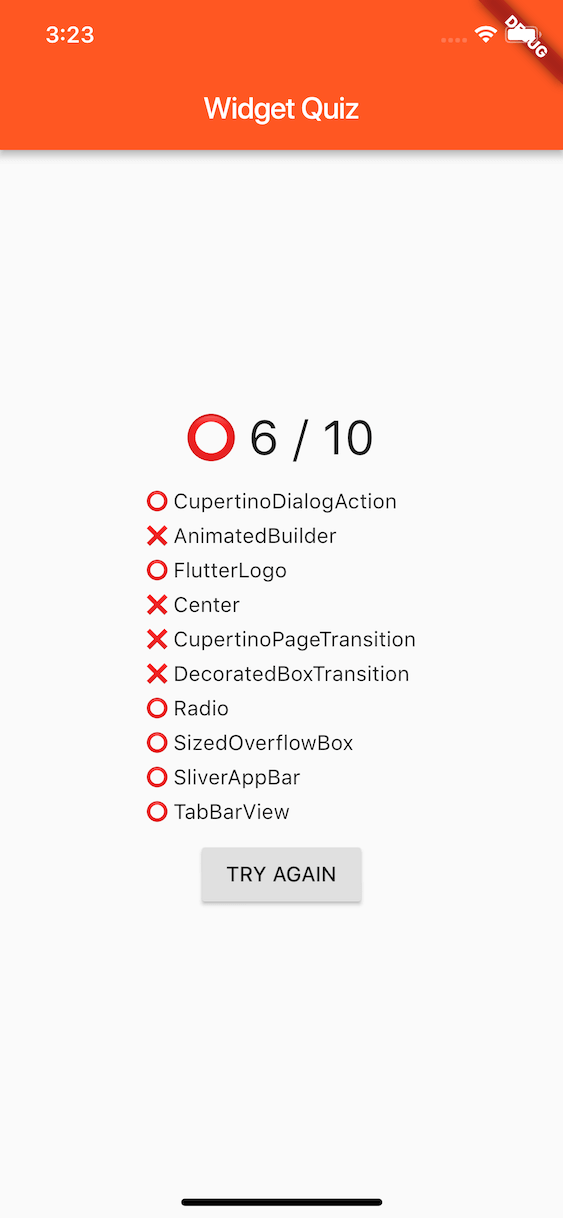 3:23
DEBUG
Widget Quiz
⭕ 6 / 10
⭕ CupertinoDialogAction
❌ AnimatedBuilder
⭕ FlutterLogo
❌ Center
❌ CupertinoPageTransition
❌ DecoratedBoxTransition
⭕ Radio
⭕ SizedOverflowBox
⭕ SliverAppBar
⭕ TabBarView
TRY AGAIN